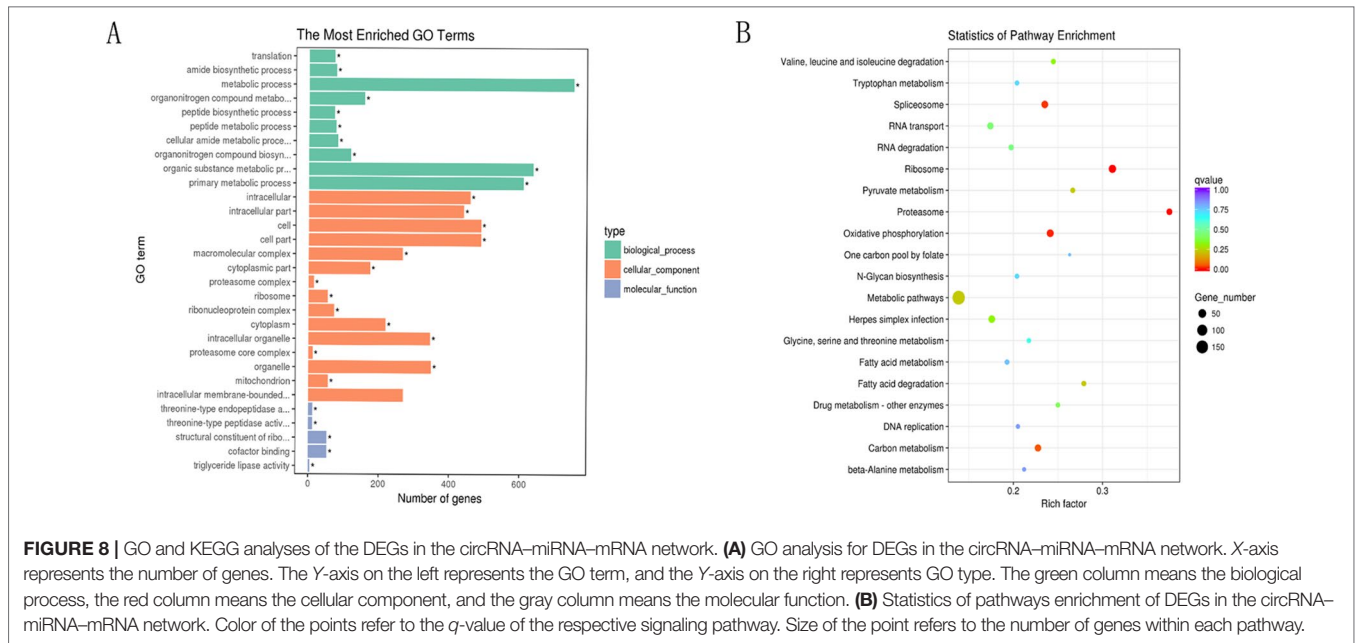 A
The Most Enriched GO Terms
translation
amide biosynthetic process
metabolic process
organonitrogen compound metabo...
peptide biosynthetic process
peptide metabolic process
cellular amide metabolic proce...
organonitrogen compound biosyn...
organic substance metabolic pr...
primary metabolic process
intracellular
intracellular part
cell
cell part
macromolecular complex
cytoplasmic part
proteasome complex
ribosome
ribonucleoprotein complex
cytoplasm
intracellular organelle
proteasome core complex
organelle
mitochondrion
intracellular membrane-bounded...
threonine-type endopeptidase a...
threonine-type peptidase activ...
structural constituent of ribo...
cofactor binding
triglyceride lipase activity
GO term
0
200
400
600
Number of genes
type
biological_process
cellular_component
molecular_function
B
Statistics of Pathway Enrichment
Valine, leucine and isoleucine degradation
Tryptophan metabolism
Spliceosome
RNA transport
RNA degradation
Ribosome
Pyruvate metabolism
Proteasome
Oxidative phosphorylation
One carbon pool by folate
N-Glycan biosynthesis
Metabolic pathways
Herpes simplex infection
Glycine, serine and threonine metabolism
Fatty acid metabolism
Fatty acid degradation
Drug metabolism - other enzymes
DNA replication
Carbon metabolism
beta-Alanine metabolism
0.2
0.3
Rich factor
qvalue
1.00
0.75
0.50
0.25
0.00
Gene_number
50
100
150
FIGURE 8 | GO and KEGG analyses of the DEGs in the circRNA–miRNA–mRNA network. (A) GO analysis for DEGs in the circRNA–miRNA–mRNA network. X-axis
represents the number of genes. The Y-axis on the left represents the GO term, and the Y-axis on the right represents GO type. The green column means the biological
process, the red column means the cellular component, and the gray column means the molecular function. (B) Statistics of pathways enrichment of DEGs in the circRNA–
miRNA–mRNA network. Color of the points refer to the q-value of the respective signaling pathway. Size of the point refers to the number of genes within each pathway.